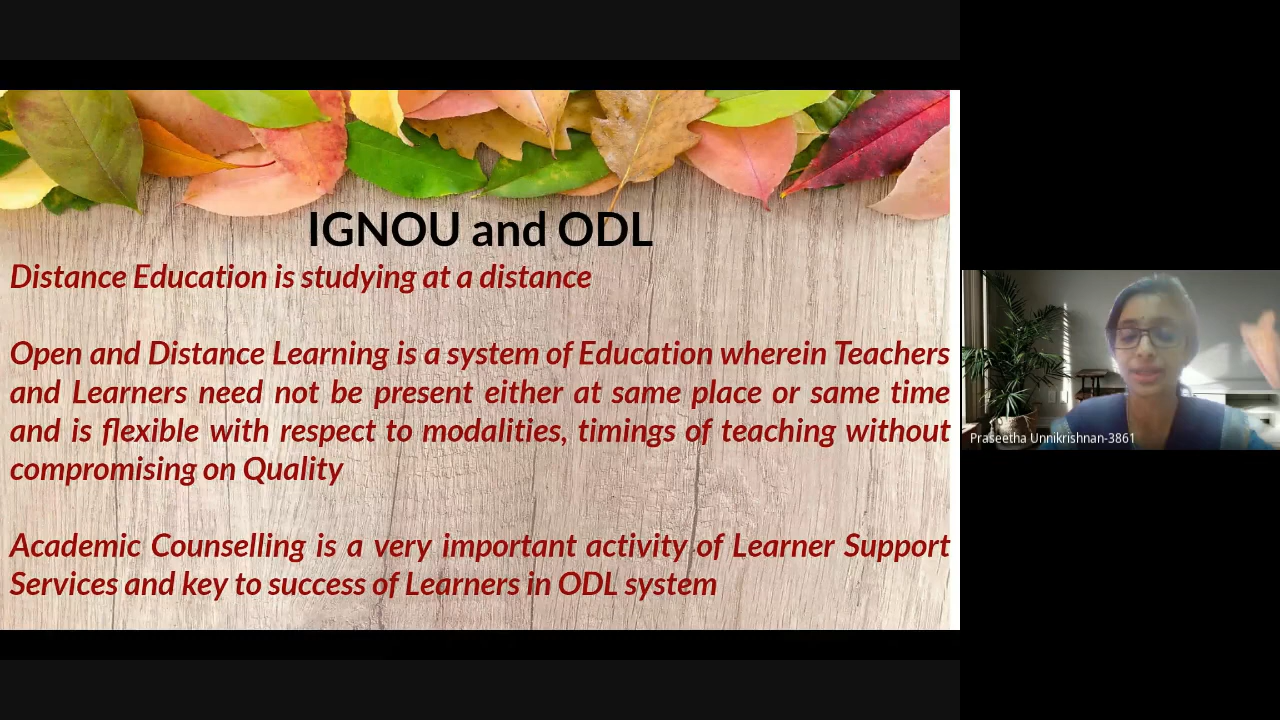 IGNOU and ODL
Distance Education is studying at a distance
Open and Distance Learning is a system of Education wherein Teachers
and Learners need not be present either at same place or same time
and is flexible with respect to modalities, timings of teaching without
compromising on Quality
Academic Counselling is a very important activity of Learner Support
Services and key to success of Learners in ODL system
Praseetha Unnikrishnan-3861